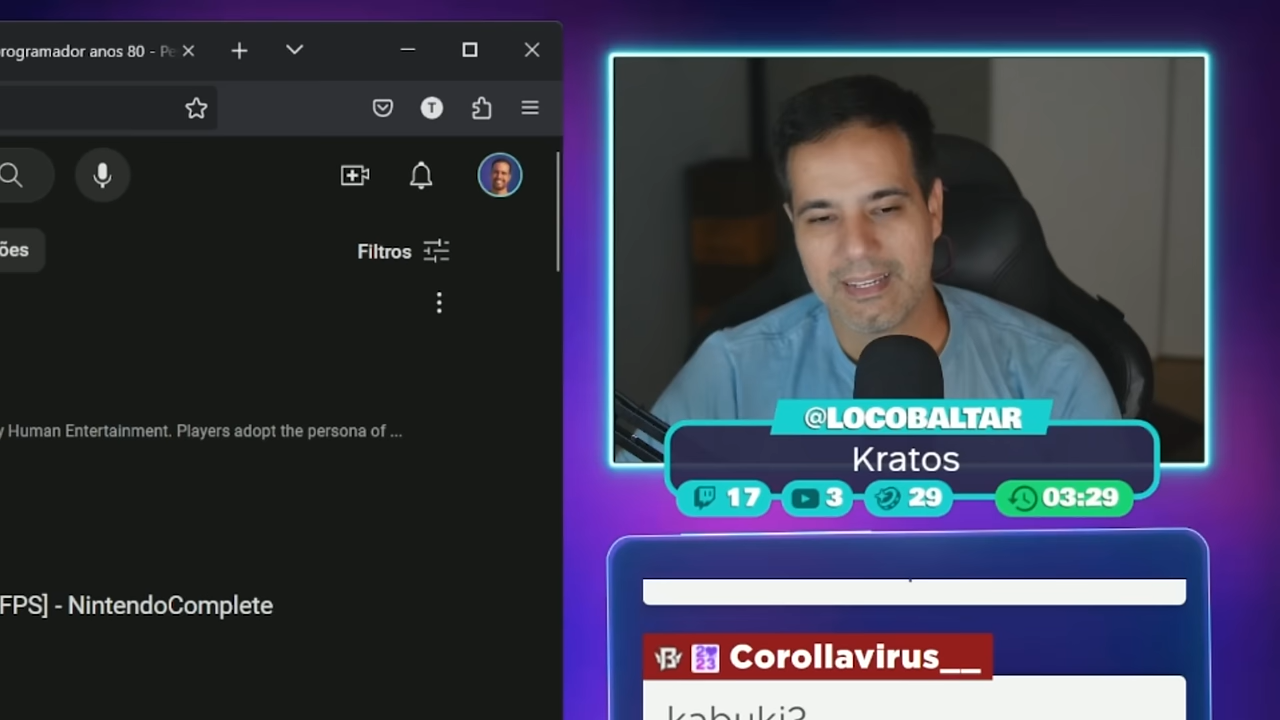 rogramador anos 80 - Pe
T
ões
Filtros
y Human Entertainment. Players adopt the persona of ...
FPS] - NintendoComplete
@LOCOBALTAR
Kratos
17 3 29 03:29
Corollavirus__
kabuki?